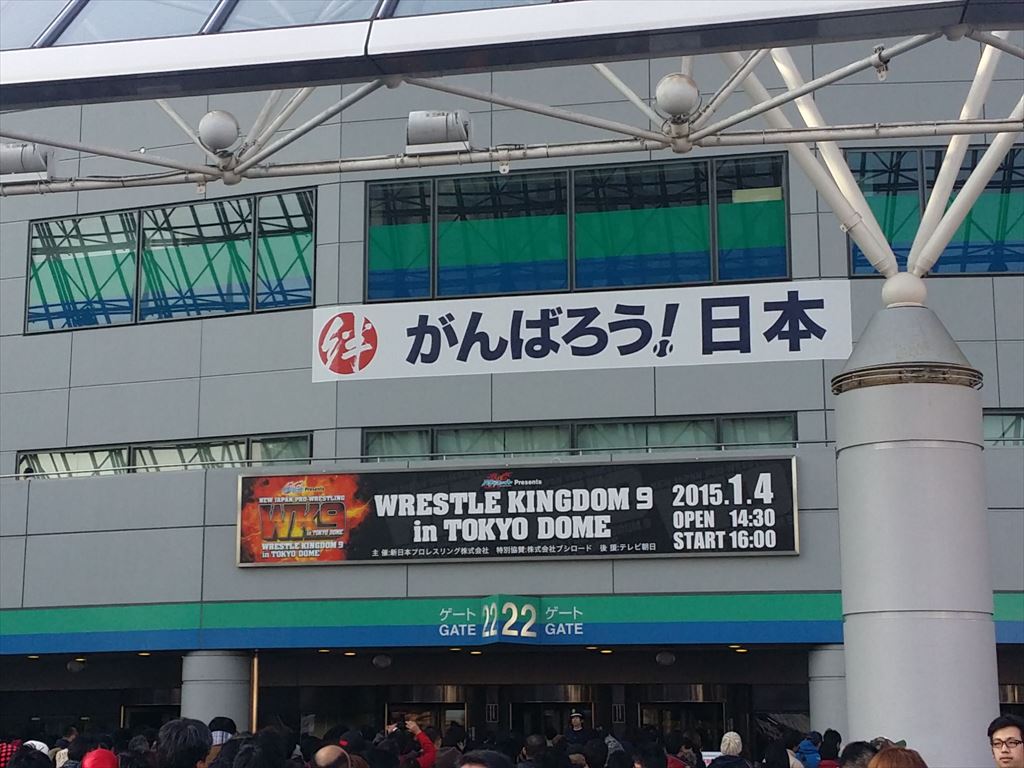 絆 がんばろう!日本
Presents
NEW JAPAN PRO-WRESTLING
WK9
in TOKYO DOME
WRESTLE KINGDOM 9
in TOKYO DOME
Presents
WRESTLE KINGDOM 9
in TOKYO DOME
主 催:新日本プロレスリング株式会社 特別協賛:株式会社ブシロード 後 援:テレビ朝日
2015.1.4
OPEN 14:30
START 16:00
ゲート 22 22 ゲート
GATE GATE